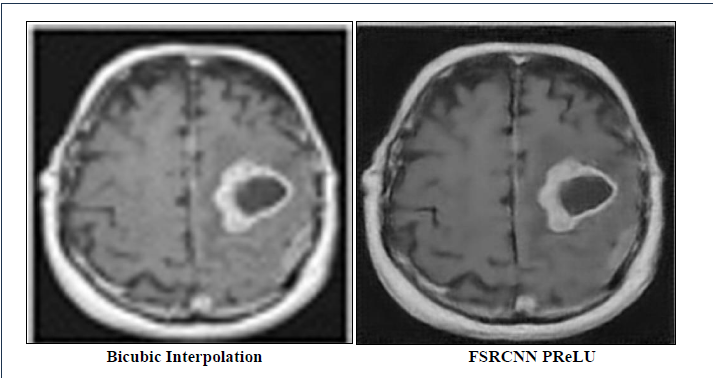 Bicubic Interpolation
FSRCNN PReLU